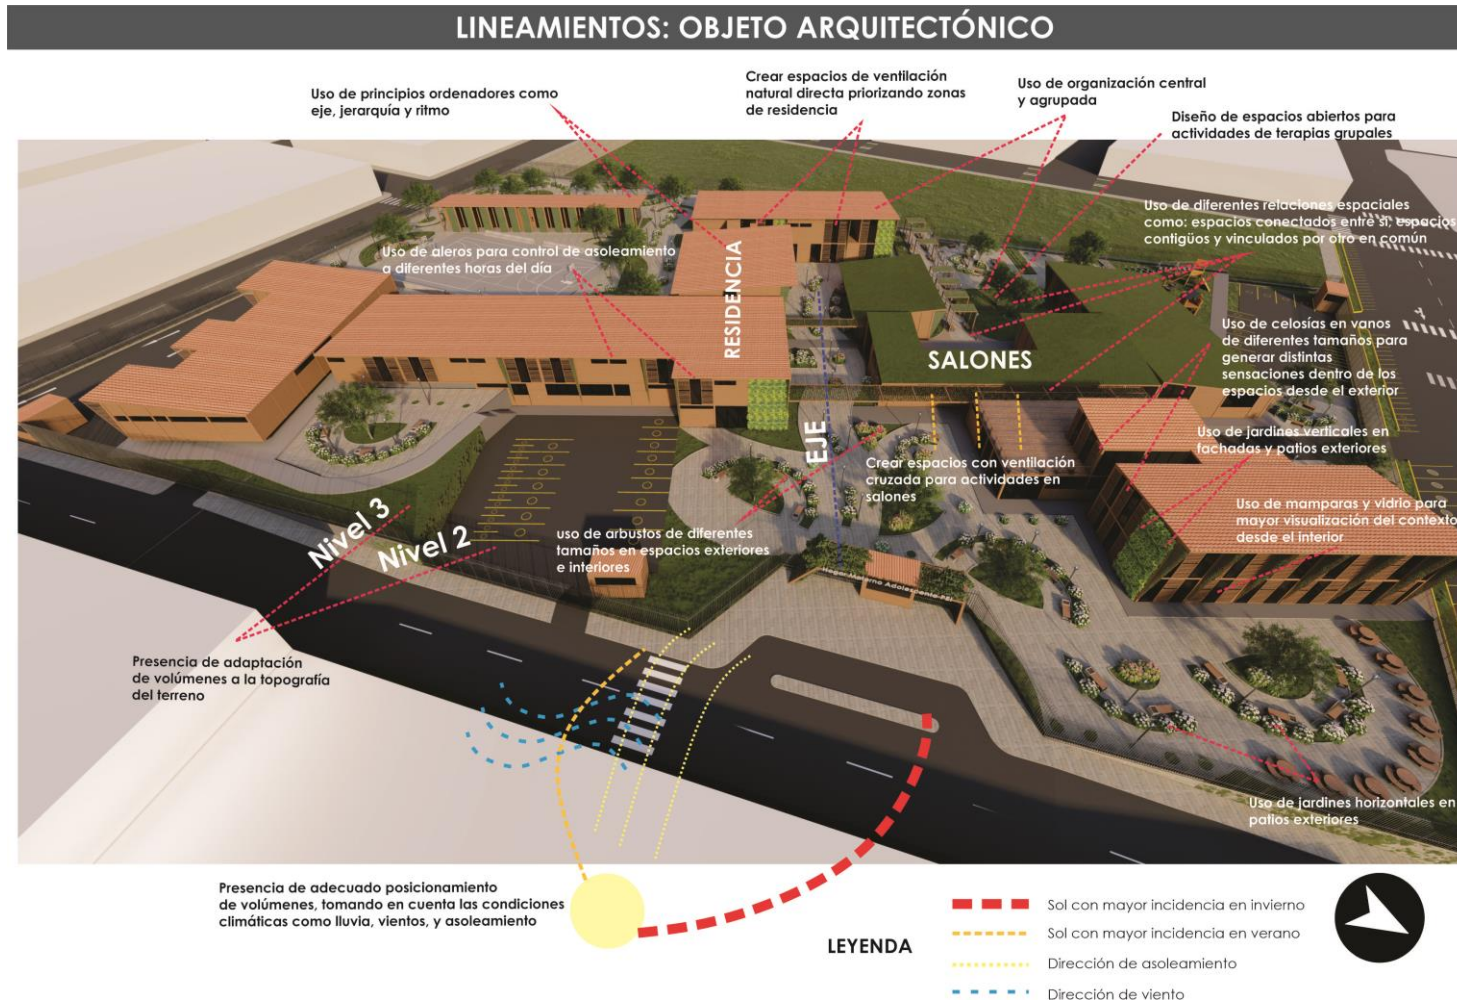 LINEAMIENTOS: OBJETO ARQUITECTÓNICO
Uso de principios ordenadores como
eje, jerarquía y ritmo
Crear espacios de ventilación
natural directa priorizando zonas
de residencia
Uso de organización central
y agrupada
Diseño de espacios abiertos para
actividades de terapias grupales
Uso de diferentes relaciones espaciales
como: espacios conectados entre sí, espacios
contigüos y vinculados por otro en común
Uso de aleros para control de asoleamiento
a diferentes horas del día
RESIDENCIA
SALONES
EJE
Uso de celosías en vanos
de diferentes tamaños para
generar distintas
sensaciones dentro de los
espacios desde el exterior
Uso de jardines verticales en
fachadas y patios exteriores
Crear espacios con ventilación
cruzada para actividades en
salones
Uso de mamparas y vidrio para
mayor visualización del contexto
desde el interior
Nivel 3
Nivel 2
uso de arbustos de diferentes
tamaños en espacios exteriores
e interiores
Hogar Materno Adolescente
Presencia de adaptación
de volúmenes a la topografía
del terreno
Uso de jardines horizontales en
patios exteriores
Presencia de adecuado posicionamiento
de volúmenes, tomando en cuenta las condiciones
climáticas como lluvia, vientos, y asoleamiento
LEYENDA
Sol con mayor incidencia en invierno
Sol con mayor incidencia en verano
Dirección de asoleamiento
Dirección de viento